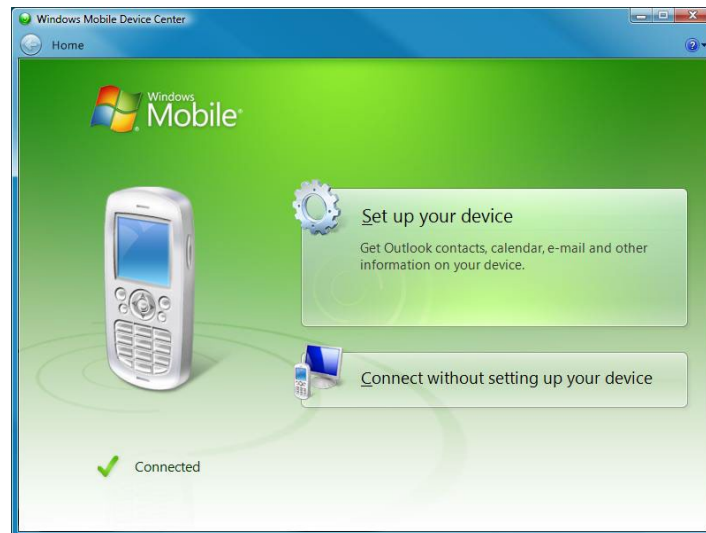 Windows Mobile Device Center
Home
Windows
Mobile®
Set up your device
Get Outlook contacts, calendar, e-mail and other
information on your device.
Connect without setting up your device
Connected